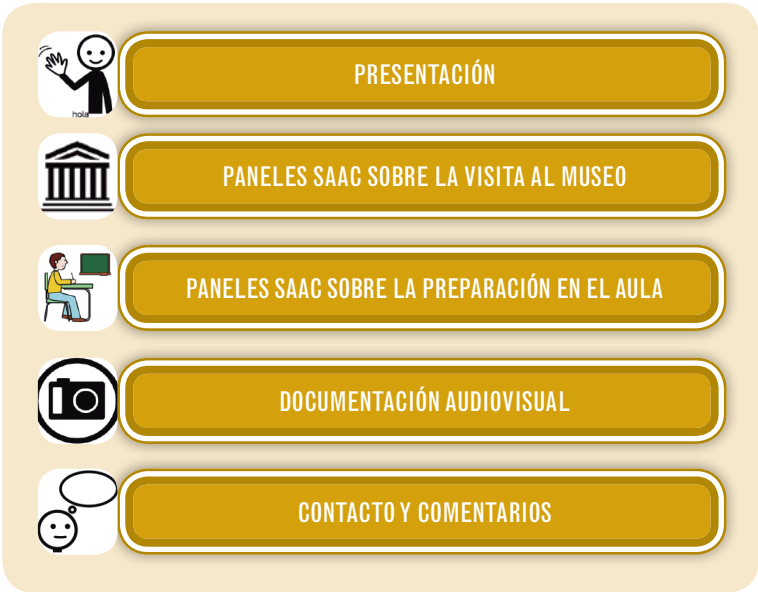 hola
PRESENTACIÓN
PANELES SAAC SOBRE LA VISITA AL MUSEO
PANELES SAAC SOBRE LA PREPARACIÓN EN EL AULA
DOCUMENTACIÓN AUDIOVISUAL
CONTACTO Y COMENTARIOS